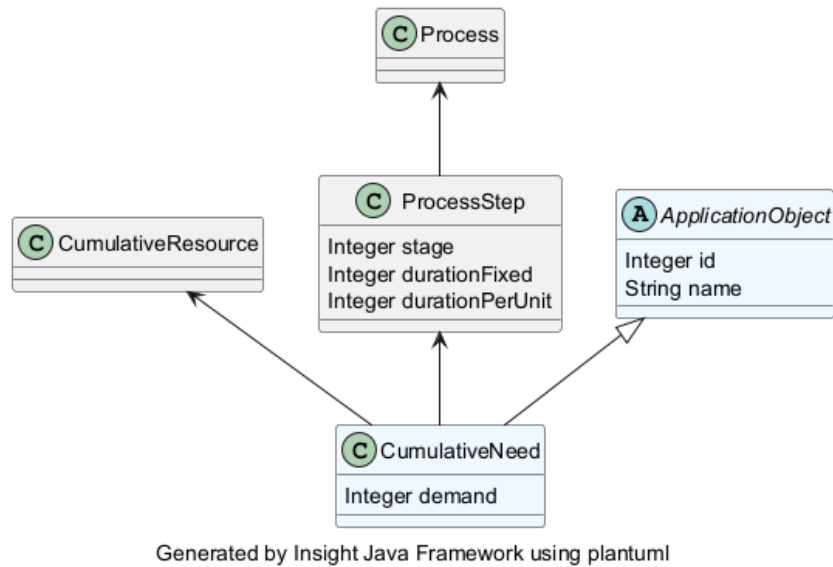 C Process
C ProcessStep
Integer stage
Integer durationFixed
Integer durationPerUnit
C CumulativeResource
A ApplicationObject
Integer id
String name
C CumulativeNeed
Integer demand
Generated by Insight Java Framework using plantuml